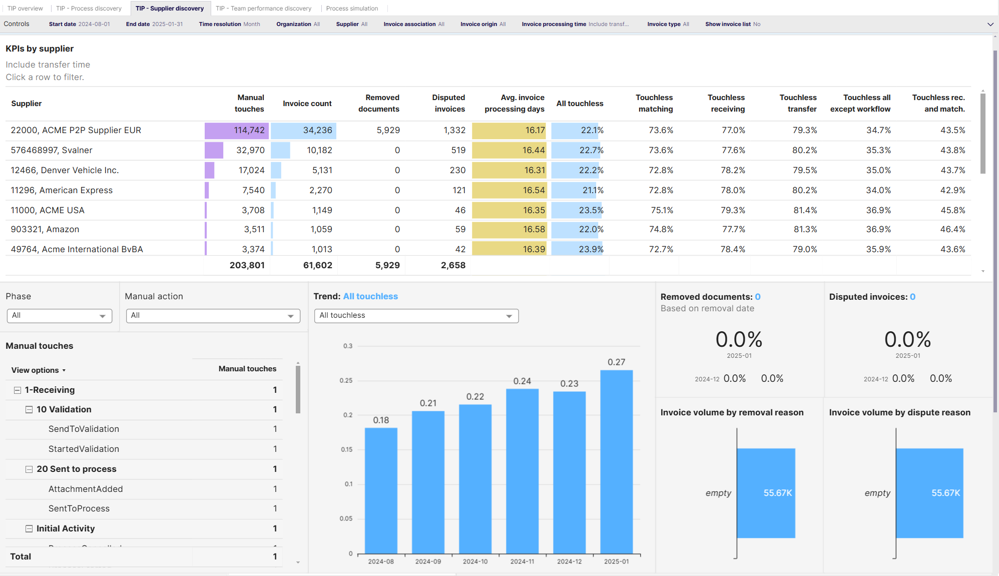 TIP overview
TIP - Process discovery
TIP - Supplier discovery
TIP - Team performance discovery
Process simulation
Controls
Start date 2024-08-01
End date 2025-01-31
Time resolution Month
Organization All
Supplier All
Invoice association All
Invoice origin All
Invoice processing time Include transf...
Invoice type All
Show invoice list No
KPIs by supplier
Include transfer time
Click a row to filter.
Supplier Manual touches Invoice count Removed documents Disputed invoices Avg. invoice processing days All touchless Touchless matching Touchless receiving Touchless transfer Touchless all except workflow Touchless rec. and match.
22000, ACME P2P Supplier EUR 114,742 34,236 5,929 1,332 16.17 22.1% 73.6% 77.0% 79.3% 34.7% 43.5%
576468997, Svalner 32,970 10,182 0 519 16.44 22.7% 73.6% 77.6% 80.2% 35.3% 43.8%
12466, Denver Vehicle Inc. 17,024 5,131 0 230 16.31 22.2% 72.8% 78.2% 79.5% 35.0% 43.7%
11296, American Express 7,540 2,270 0 121 16.54 21.1% 72.8% 78.0% 80.2% 34.0% 42.9%
11000, ACME USA 3,708 1,149 0 46 16.35 23.5% 75.1% 79.3% 81.4% 36.9% 45.8%
903321, Amazon 3,511 1,059 0 59 16.58 22.0% 74.8% 77.7% 81.3% 36.9% 46.4%
49764, Acme International BvBA 3,374 1,013 0 42 16.39 23.9% 72.7% 78.4% 79.0% 35.9% 43.6%
203,801 61,602 5,929 2,658
Phase
All
Manual action
All
Manual touches
View options Manual touches
1-Receiving 1
10 Validation 1
SendToValidation 1
StartedValidation 1
20 Sent to process 1
AttachmentAdded 1
SentToProcess 1
Initial Activity 1
Total 1
Trend: All touchless
All touchless
0.3
0.25
0.2
0.15
0.1
0.05
0
0.18
0.21
0.22
0.24
0.23
0.27
2024-08
2024-09
2024-10
2024-11
2024-12
2025-01
Removed documents: 0
Based on removal date
0.0%
2025-01
2024-12 0.0% 0.0%
Disputed invoices: 0
0.0%
2025-01
2024-12 0.0% 0.0%
Invoice volume by removal reason
empty 55.67K
Invoice volume by dispute reason
empty 55.67K